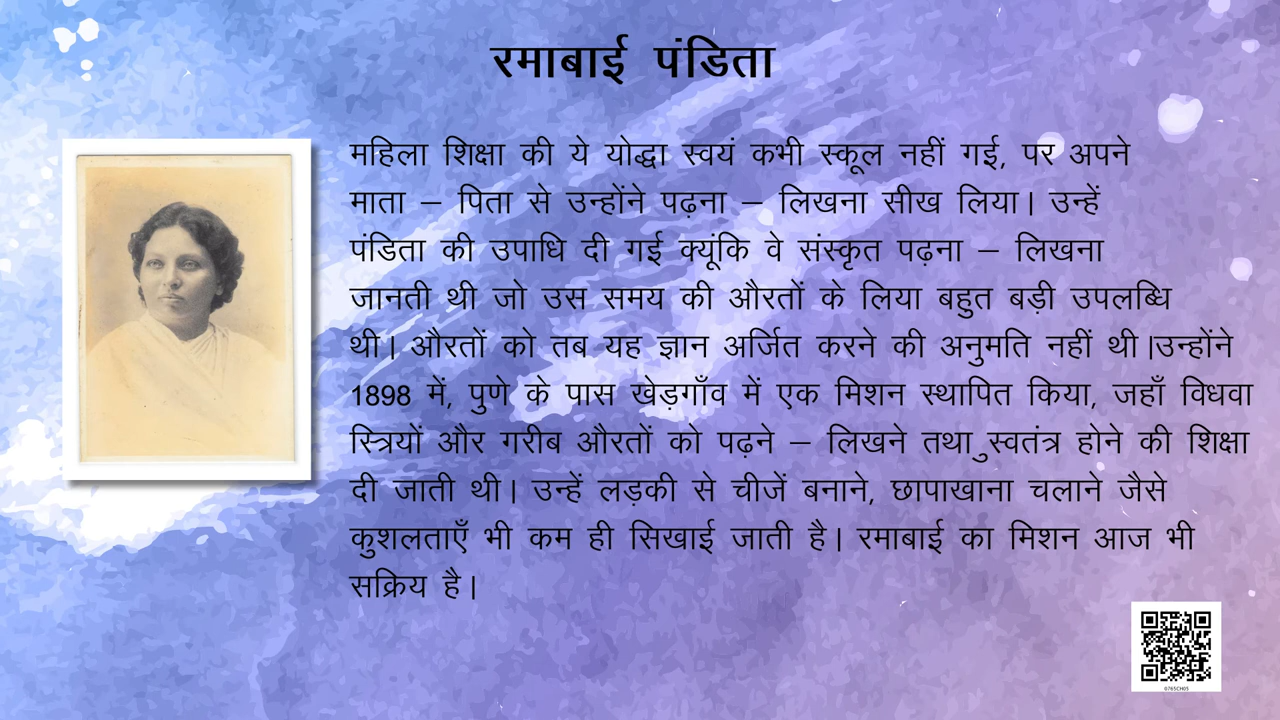 रमाबाई पंडिता
महिला शिक्षा की ये योद्धा स्वयं कभी स्कूल नहीं गई, पर अपने
माता – पिता से उन्होंने पढ़ना – लिखना सीख लिया। उन्हें
पंडिता की उपाधि दी गई क्यूंकि वे संस्कृत पढ़ना – लिखना
जानती थी जो उस समय की औरतों के लिया बहुत बड़ी उपलब्धि
थी। औरतों को तब यह ज्ञान अर्जित करने की अनुमति नहीं थी।उन्होंने
1898 में, पुणे के पास खेड़गाँव में एक मिशन स्थापित किया, जहाँ विधवा
स्त्रियों और गरीब औरतों को पढ़ने – लिखने तथा ुस्वतंत्र होने की शिक्षा
दी जाती थी। उन्हें लड़की से चीजें बनाने, छापाखाना चलाने जैसे
कुशलताएँ भी कम ही सिखाई जाती है। रमाबाई का मिशन आज भी
सक्रिय है।
0765CH05